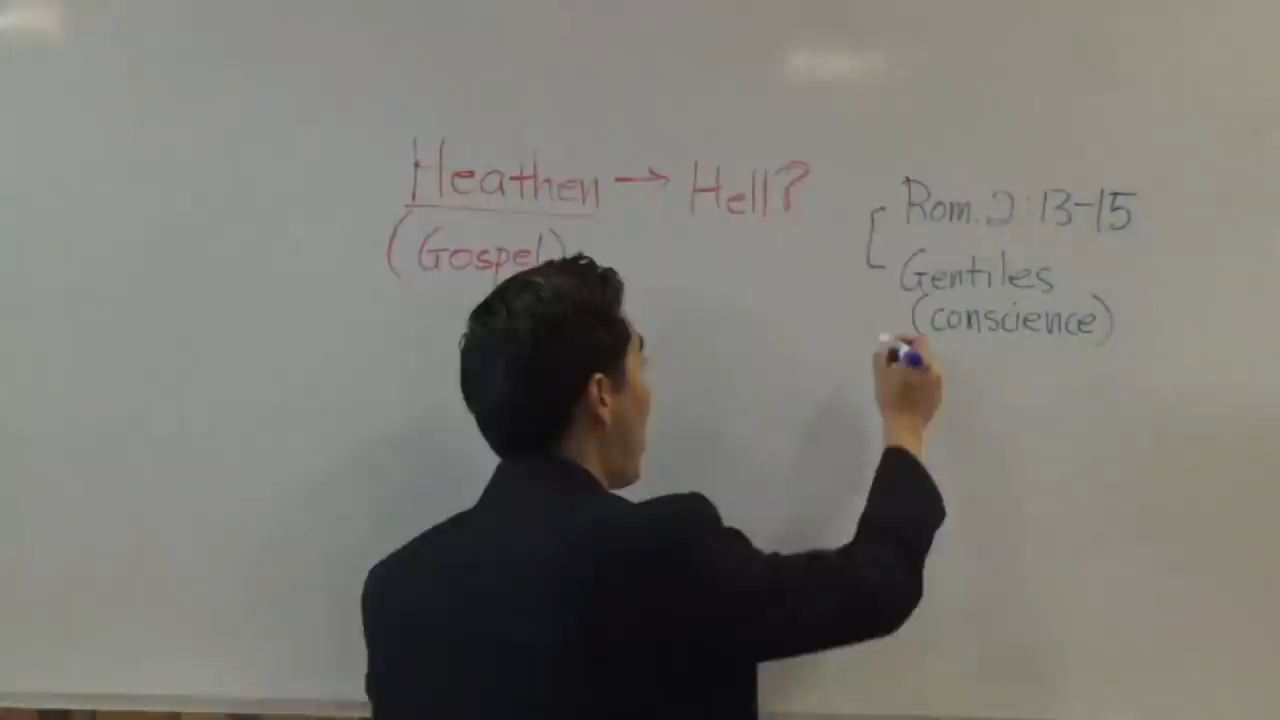 Heathen → Hell?
(Gospel)
Rom. 2:13-15
Gentiles
(conscience)